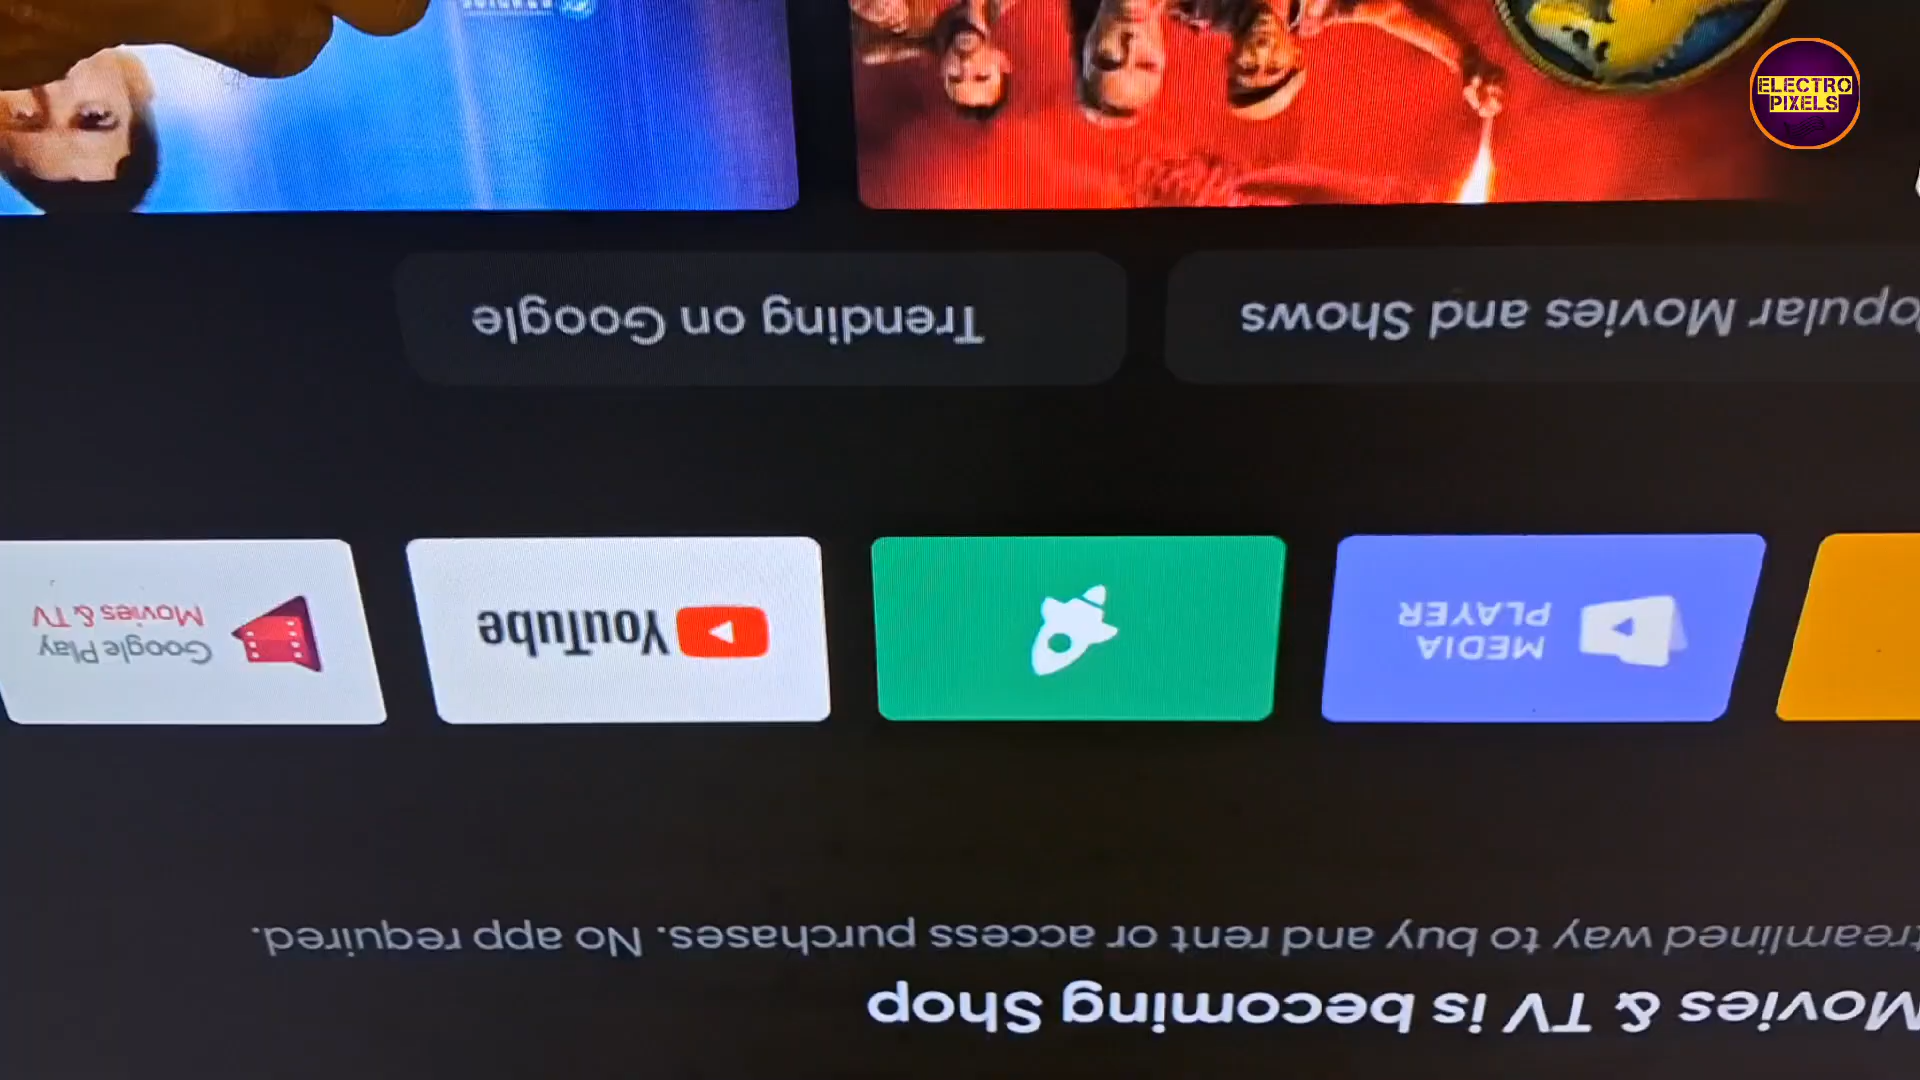 Movies & TV is becoming Shop
treamlined way to buy and rent or access purchases. No app required.
MEDIA
PLAYER
YouTube
Google Play
Movies & TV
opular Movies and Shows
Trending on Google
ELECTRO
PIXELS